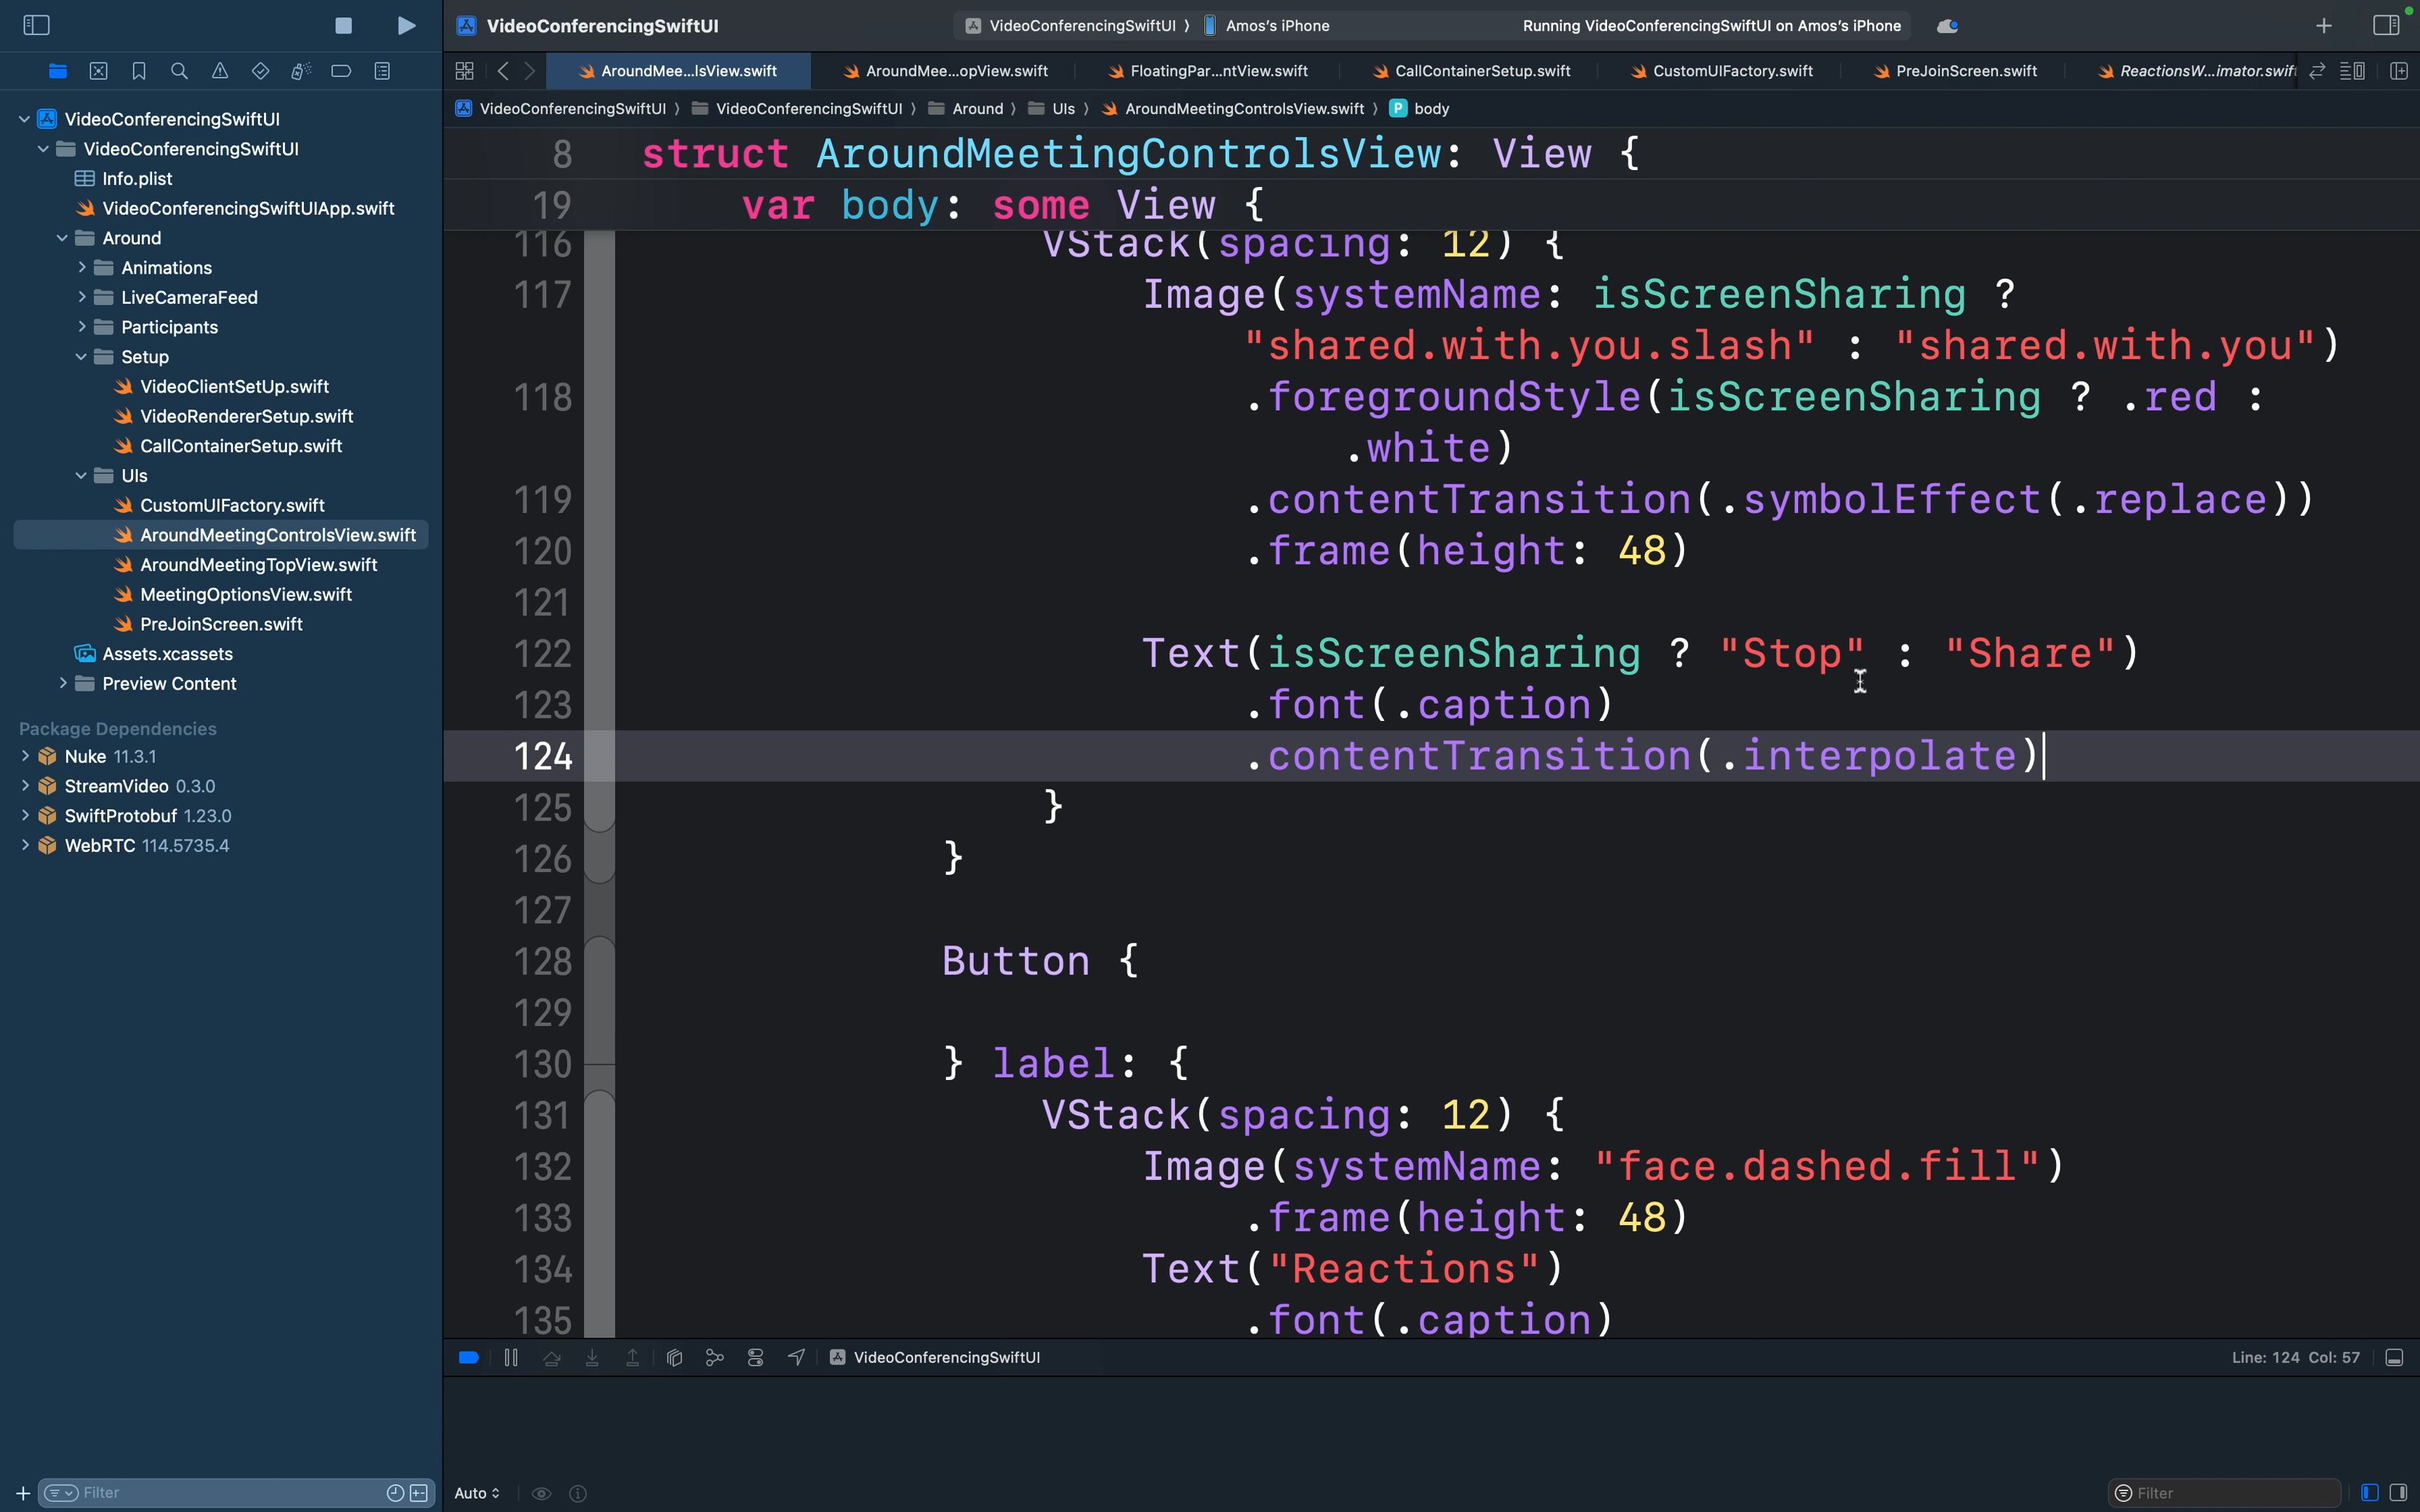 VideoConferencingSwiftUI
VideoConferencingSwiftUI ⟩ Amos's iPhone
Running VideoConferencingSwiftUI on Amos's iPhone
AroundMee...lsView.swift
AroundMee...opView.swift
FloatingPar...ntView.swift
CallContainerSetup.swift
CustomUIFactory.swift
PreJoinScreen.swift
ReactionsW...imator.swift
VideoConferencingSwiftUI ⟩ VideoConferencingSwiftUI ⟩ Around ⟩ UIs ⟩ AroundMeetingControlsView.swift ⟩ P body
VideoConferencingSwiftUI
VideoConferencingSwiftUI
Info.plist
VideoConferencingSwiftUIApp.swift
Around
Animations
LiveCameraFeed
Participants
Setup
VideoClientSetUp.swift
VideoRendererSetup.swift
CallContainerSetup.swift
UIs
CustomUIFactory.swift
AroundMeetingControlsView.swift
AroundMeetingTopView.swift
MeetingOptionsView.swift
PreJoinScreen.swift
Assets.xcassets
Preview Content
Package Dependencies
Nuke 11.3.1
StreamVideo 0.3.0
SwiftProtobuf 1.23.0
WebRTC 114.5735.4
Filter
8 struct AroundMeetingControlsView: View {
19 var body: some View {
116 VStack(spacing: 12) {
117 Image(systemName: isScreenSharing ?
"shared.with.you.slash" : "shared.with.you")
118 .foregroundStyle(isScreenSharing ? .red :
.white)
119 .contentTransition(.symbolEffect(.replace))
120 .frame(height: 48)
121
122 Text(isScreenSharing ? "Stop" : "Share")
123 .font(.caption)
124 .contentTransition(.interpolate)
125 }
126 }
127
128 Button {
129
130 } label: {
131 VStack(spacing: 12) {
132 Image(systemName: "face.dashed.fill")
133 .frame(height: 48)
134 Text("Reactions")
135 .font(.caption)
VideoConferencingSwiftUI
Line: 124 Col: 57
Auto
Filter